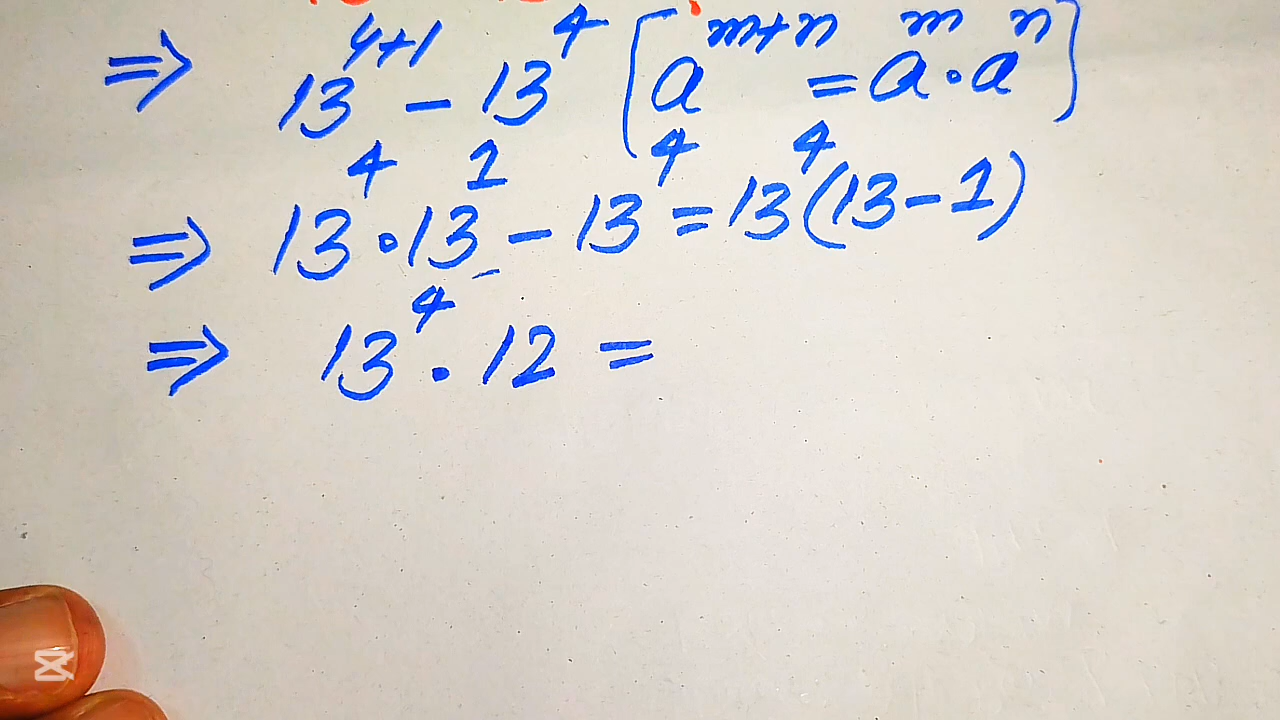 ⇒ 13^{4+1} - 13^4 [a^{m+n} = a^m · a^n]
⇒ 13^4 · 13^1 - 13^4 = 13^4 (13 - 1)
⇒ 13^4 · 12 =